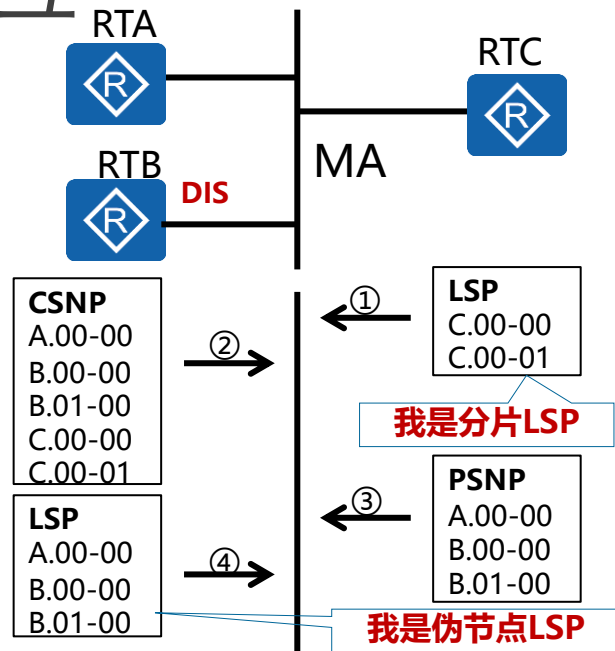 RTA
R
RTC
R
RTB
DIS
R
MA
CSNP
A.00-00
B.00-00
B.01-00
C.00-00
C.00-01
②
①
LSP
C.00-00
C.00-01
我是分片LSP
LSP
A.00-00
B.00-00
B.01-00
④
③
PSNP
A.00-00
B.00-00
B.01-00
我是伪节点LSP